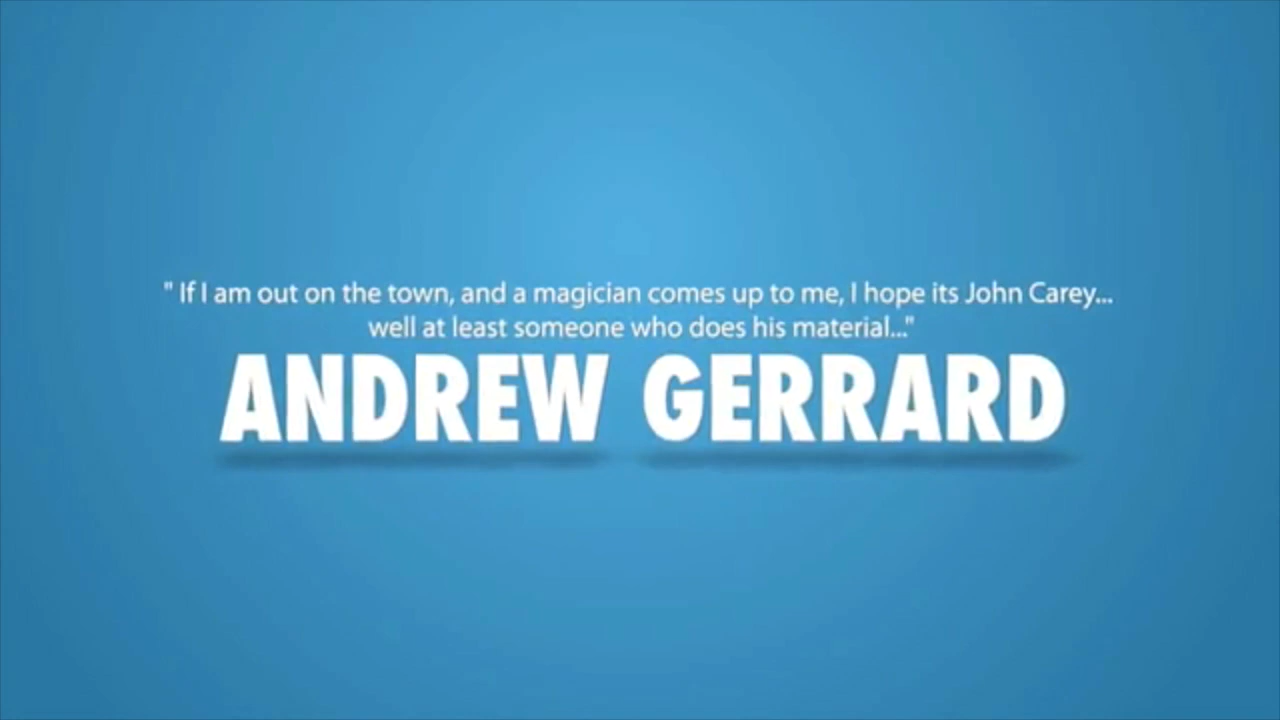 " If I am out on the town, and a magician comes up to me, I hope its John Carey...
well at least someone who does his material..."
ANDREW GERRARD